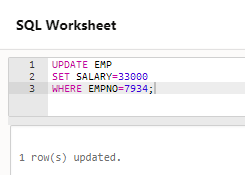 SQL Worksheet
1 UPDATE EMP
2 SET SALARY=33000
3 WHERE EMPNO=7934;
1 row(s) updated.